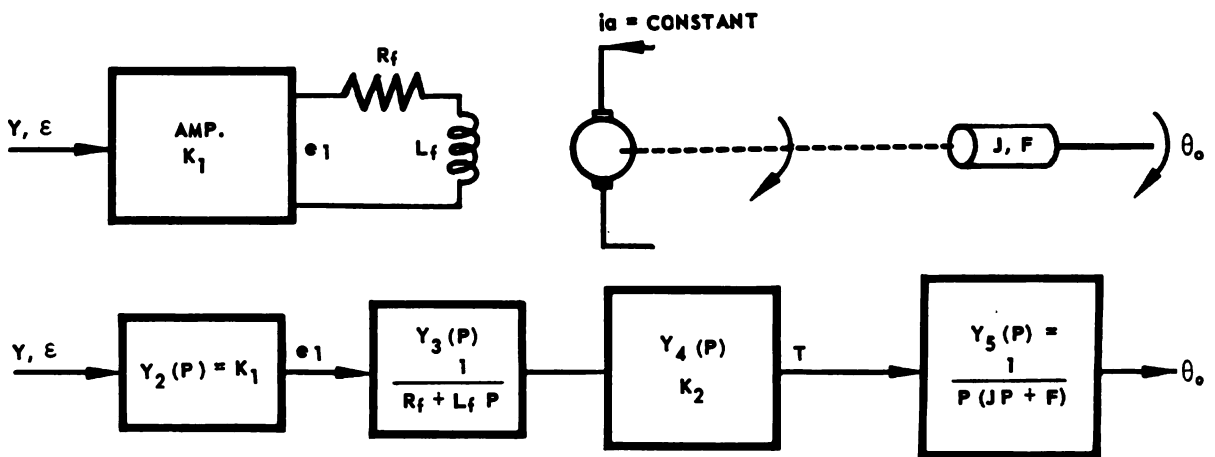 ia = CONSTANT
Rf
Y, ε
AMP.
K1
e1
Lf
J, F
θo
Y, ε
Y2 (P) = K1
e1
Y3 (P)
1
Rf + Lf P
Y4 (P)
K2
T
Y5 (P) =
1
P (JP + F)
θo